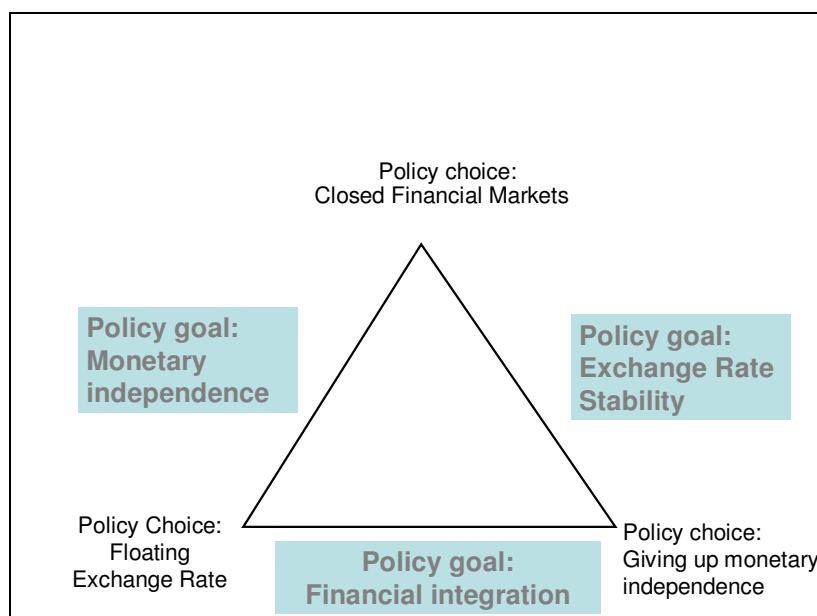 Policy choice:
Closed Financial Markets
Policy goal:
Monetary
independence
Policy goal:
Exchange Rate
Stability
Policy Choice:
Floating
Exchange Rate
Policy goal:
Financial integration
Policy choice:
Giving up monetary
independence